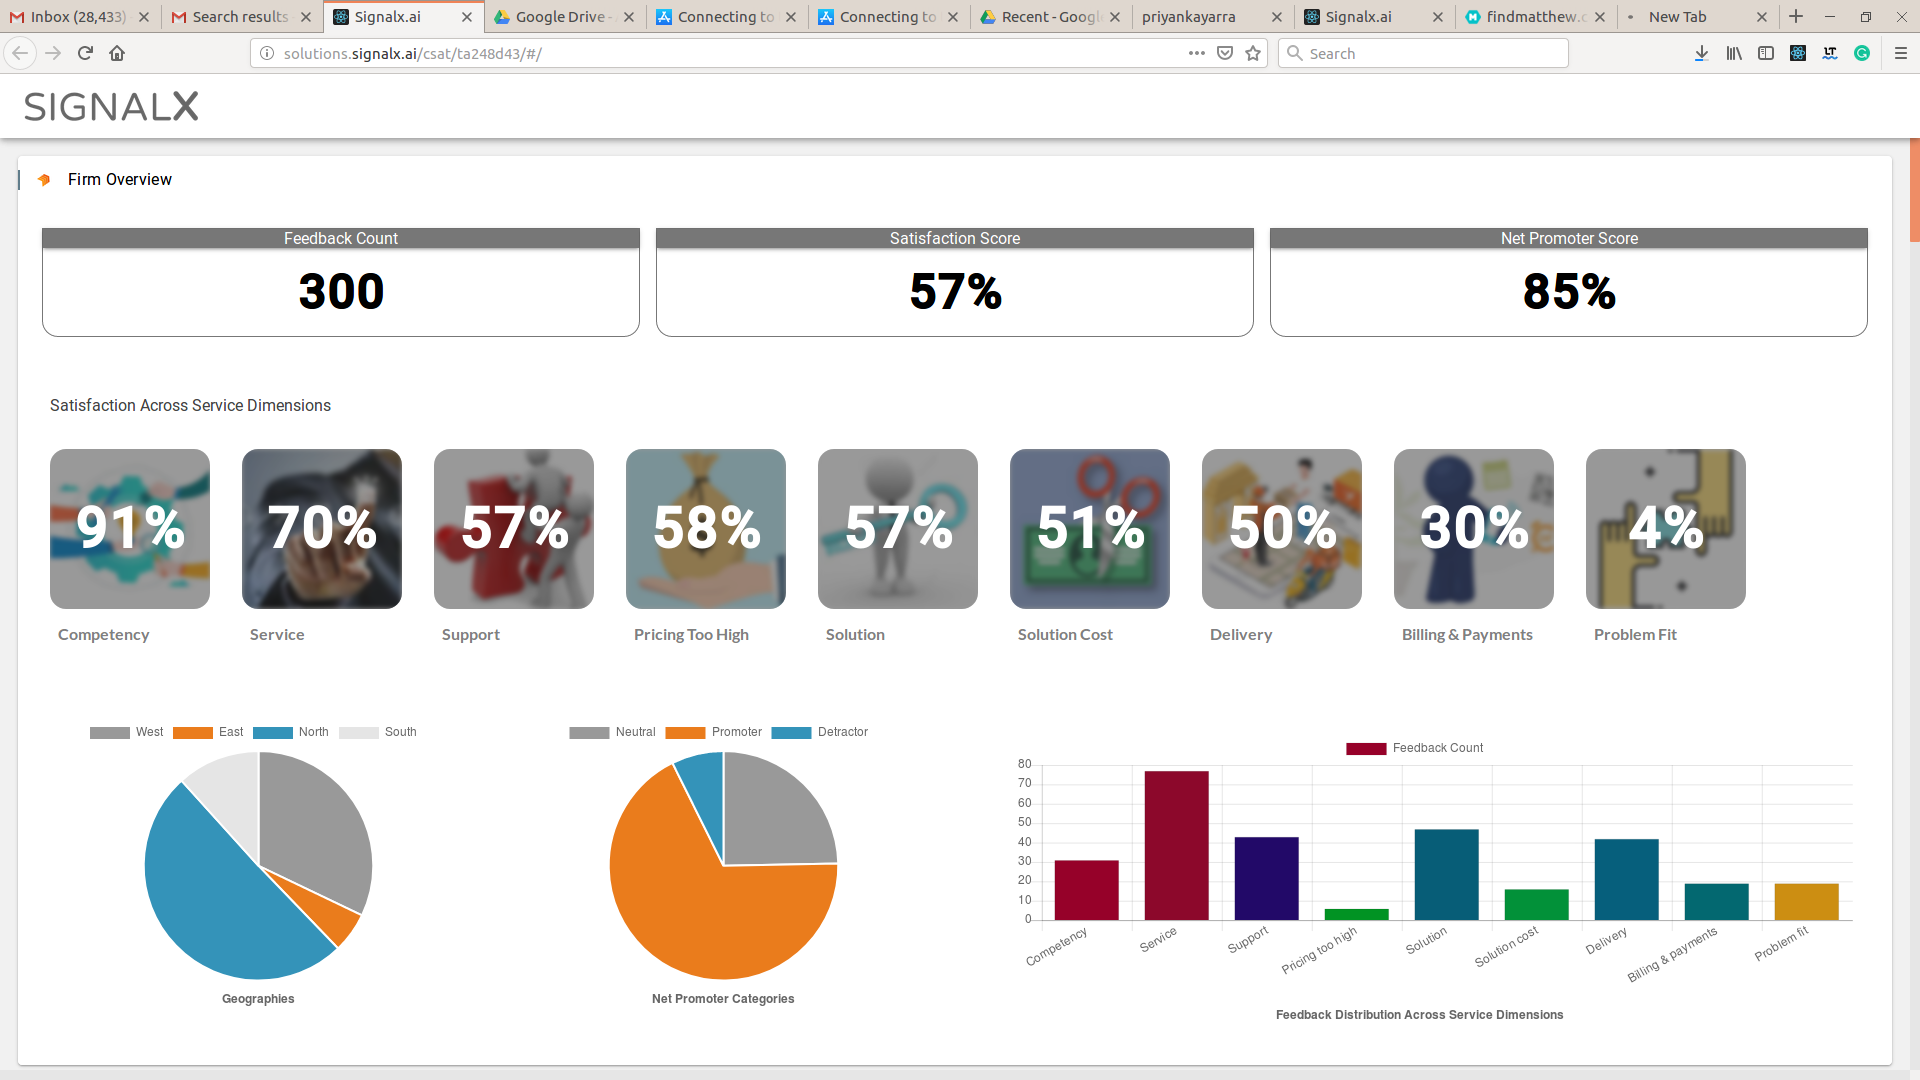 Inbox (28,433)
Search results
Signalx.ai
Google Drive -
Connecting to
Connecting to
Recent - Google
priyankayarra
Signalx.ai
findmatthew.c
New Tab
solutions.signalx.ai/csat/ta248d43/#/
Search
SIGNALX
Firm Overview
Feedback Count
300
Satisfaction Score
57%
Net Promoter Score
85%
Satisfaction Across Service Dimensions
91%
Competency
70%
Service
57%
Support
58%
Pricing Too High
57%
Solution
51%
Solution Cost
50%
Delivery
30%
Billing & Payments
4%
Problem Fit
West East North South
Geographies
Neutral Promoter Detractor
Net Promoter Categories
Feedback Count
80
70
60
50
40
30
20
10
0
Competency
Service
Support
Pricing too high
Solution
Solution cost
Delivery
Billing & payments
Problem fit
Feedback Distribution Across Service Dimensions